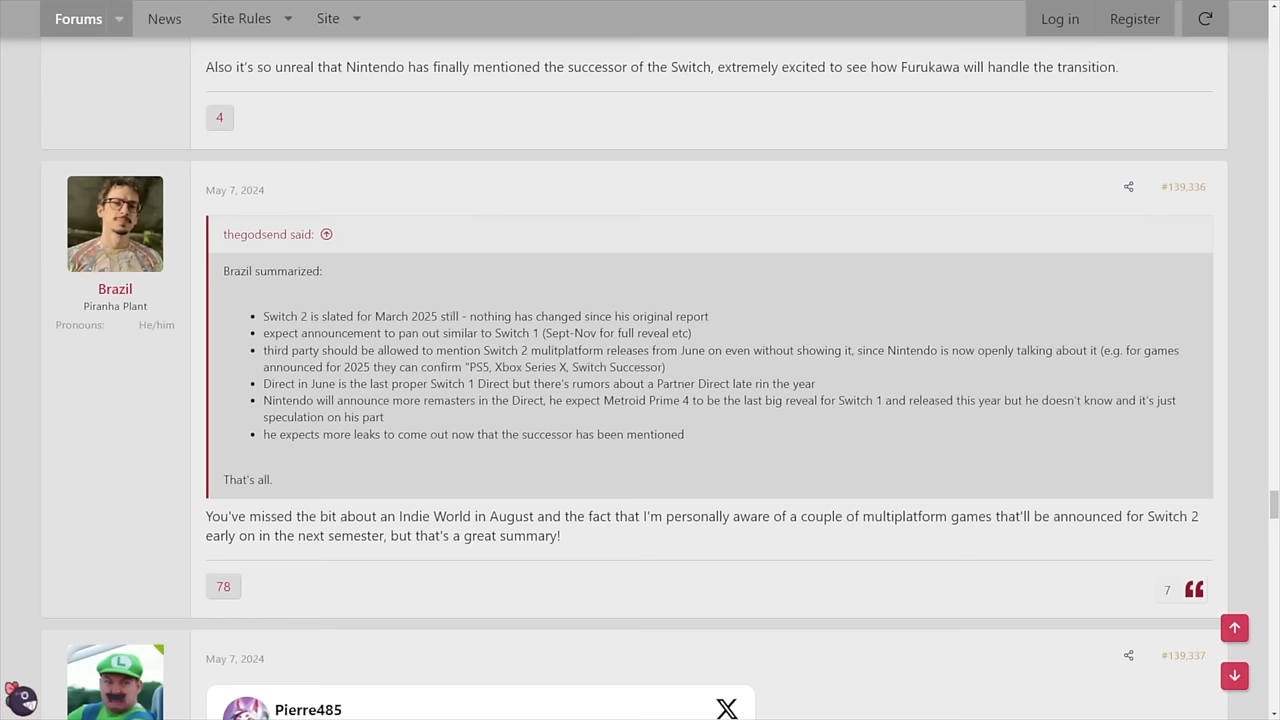 Forums
News
Site Rules
Site
Log in
Register
Also it's so unreal that Nintendo has finally mentioned the successor of the Switch, extremely excited to see how Furukawa will handle the transition.
4
May 7, 2024
#139,336
thegodsend said:
Brazil summarized:
Switch 2 is slated for March 2025 still - nothing has changed since his original report
expect announcement to pan out similar to Switch 1 (Sept-Nov for full reveal etc)
third party should be allowed to mention Switch 2 mulitplatform releases from June on even without showing it, since Nintendo is now openly talking about it (e.g. for games
announced for 2025 they can confirm "PS5, Xbox Series X, Switch Successor)
Direct in June is the last proper Switch 1 Direct but there's rumors about a Partner Direct late rin the year
Nintendo will announce more remasters in the Direct, he expect Metroid Prime 4 to be the last big reveal for Switch 1 and released this year but he doesn't know and it's just
speculation on his part
he expects more leaks to come out now that the successor has been mentioned
That's all.
Brazil
Piranha Plant
Pronouns: He/him
You've missed the bit about an Indie World in August and the fact that I'm personally aware of a couple of multiplatform games that'll be announced for Switch 2
early on in the next semester, but that's a great summary!
78
7
May 7, 2024
#139,337
L
Pierre485
X